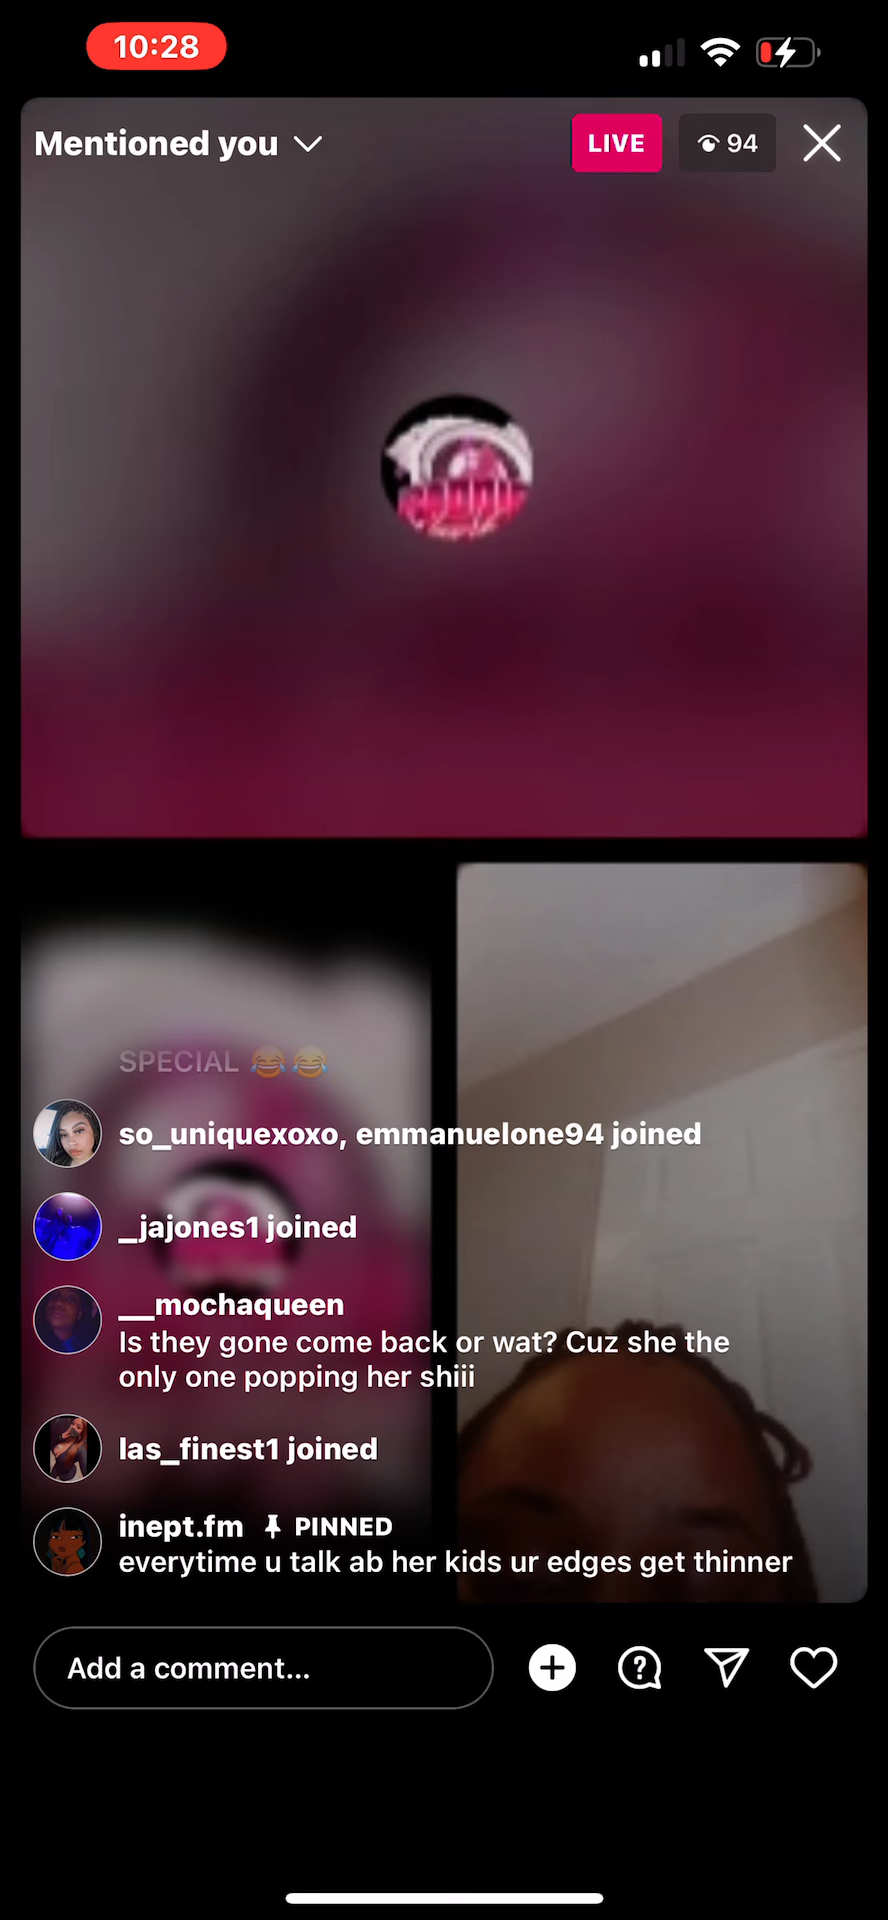 10:28
Mentioned you
LIVE
94
SPECIAL 😂😂
so_uniquexoxo, emmanuelone94 joined
_jajones1 joined
__mochaqueen
Is they gone come back or wat? Cuz she the
only one popping her shiii
las_finest1 joined
inept.fm PINNED
everytime u talk ab her kids ur edges get thinner
Add a comment...